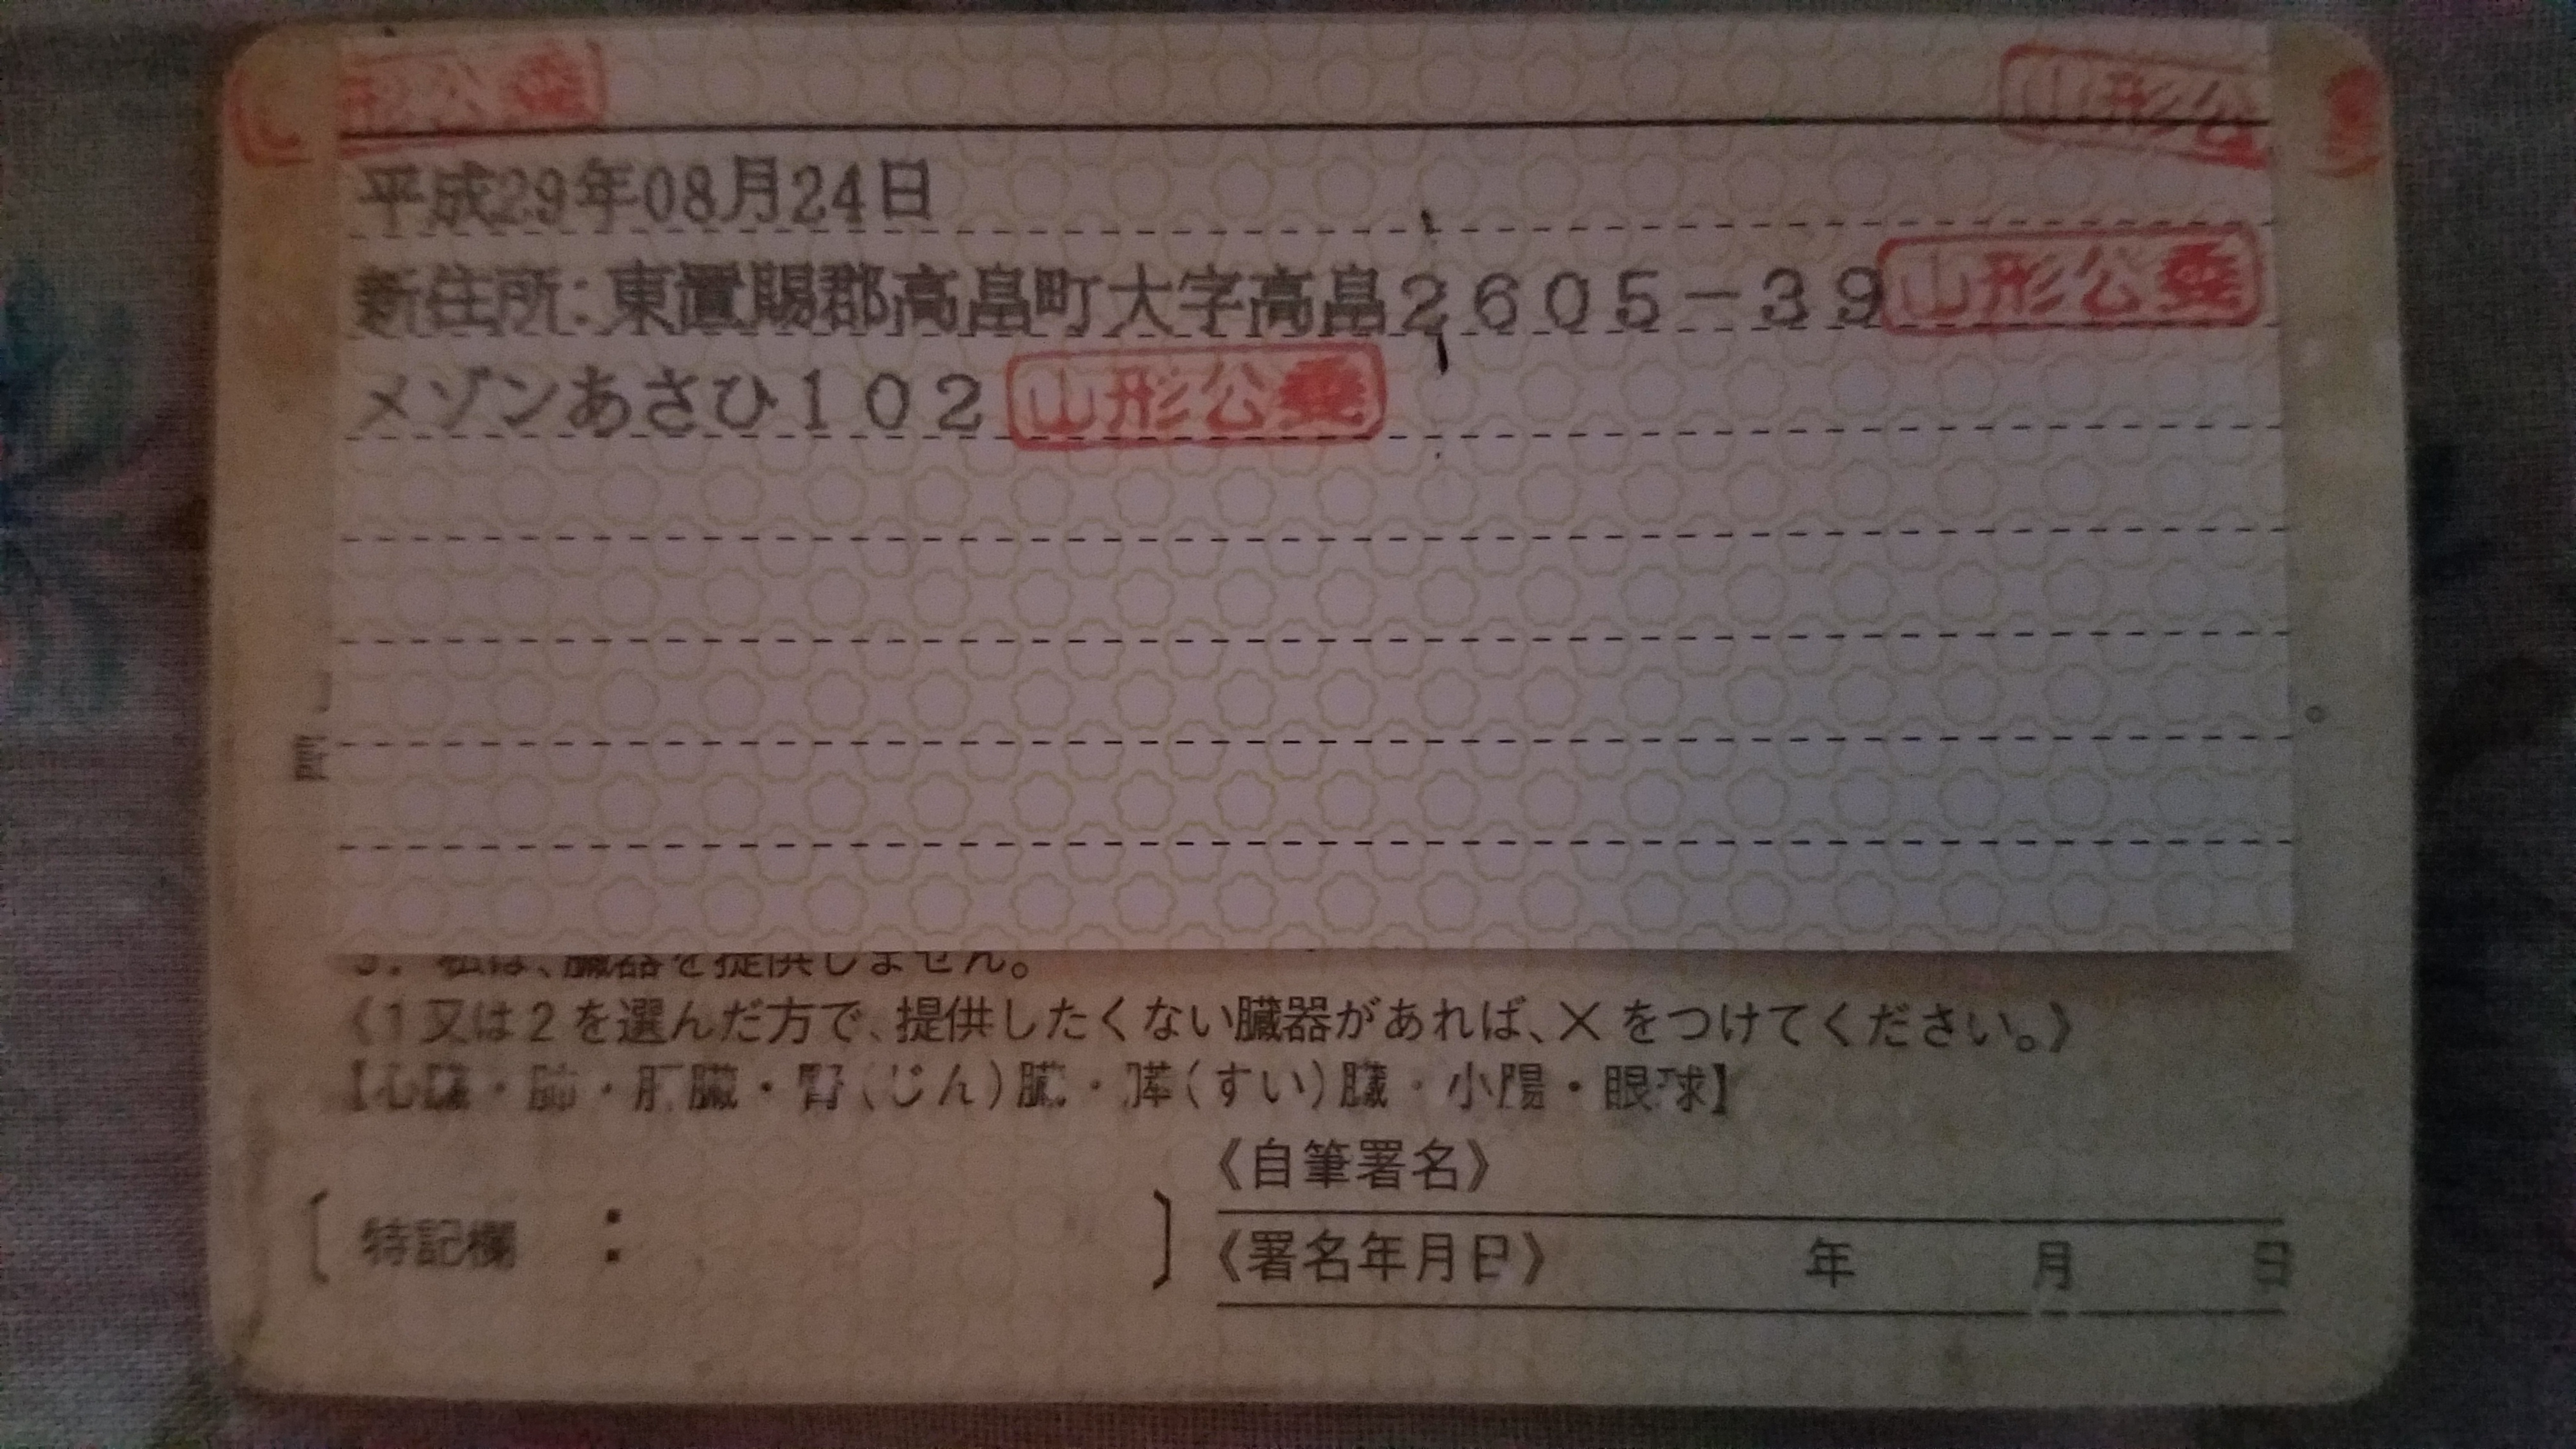 平成29年08月24日
新住所:東置賜郡高畠町大字高畠2605-39 山形公委
メゾンあさひ102 山形公委
3. 私は、臓器を提供しません。
《1又は2を選んだ方で、提供したくない臓器があれば、×をつけてください。》
【心臓・肺・肝臓・腎(じん)臓・膵(すい)臓・小腸・眼球】
〔特記欄: 〕
《自筆署名》
《署名年月日》 年 月 日